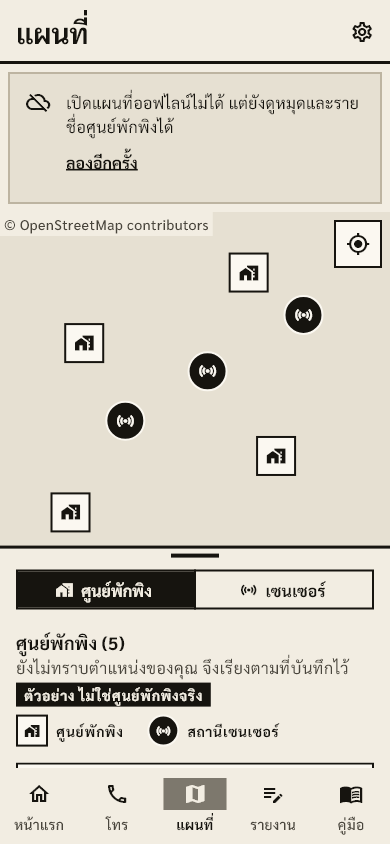 แผนที่
เปิดแผนที่ออฟไลน์ไม่ได้ แต่ยังดูหมุดและราย
ชื่อศูนย์พักพิงได้
ลองอีกครั้ง
© OpenStreetMap contributors
ศูนย์พักพิง
เซนเซอร์
ศูนย์พักพิง (5)
ยังไม่ทราบตำแหน่งของคุณ จึงเรียงตามที่บันทึกไว้
ตัวอย่าง ไม่ใช่ศูนย์พักพิงจริง
ศูนย์พักพิง
สถานีเซนเซอร์
หน้าแรก
โทร
แผนที่
รายงาน
คู่มือ